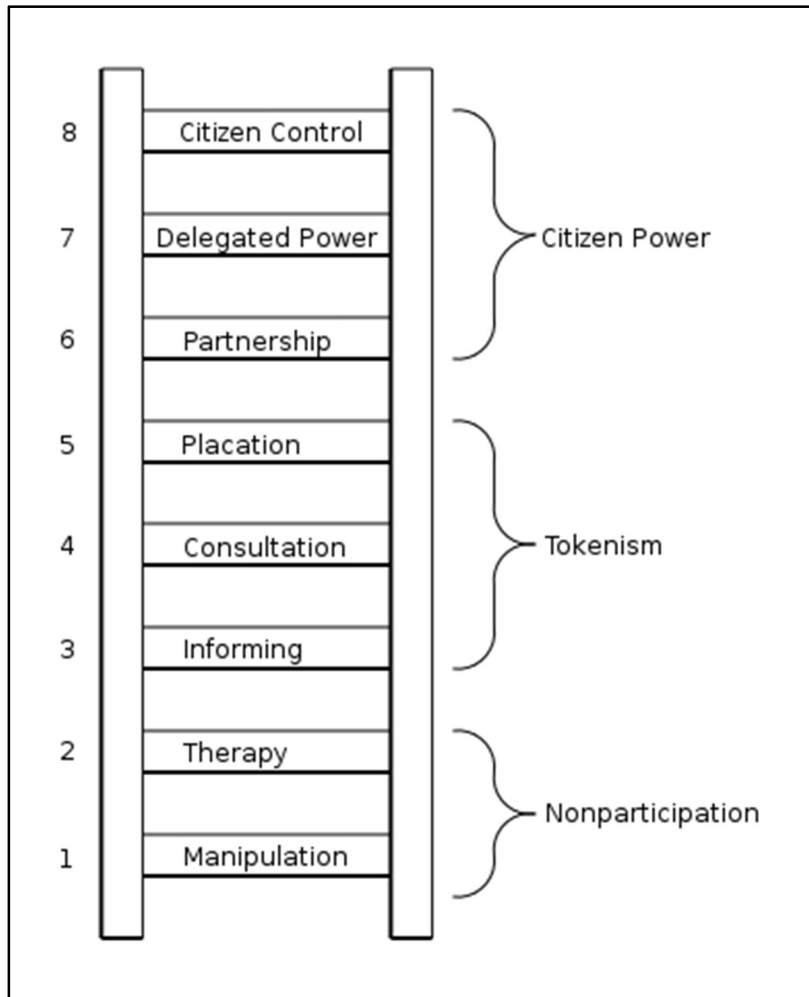 8 Citizen Control
7 Delegated Power
Citizen Power
6 Partnership
5 Placation
4 Consultation
Tokenism
3 Informing
2 Therapy
Nonparticipation
1 Manipulation